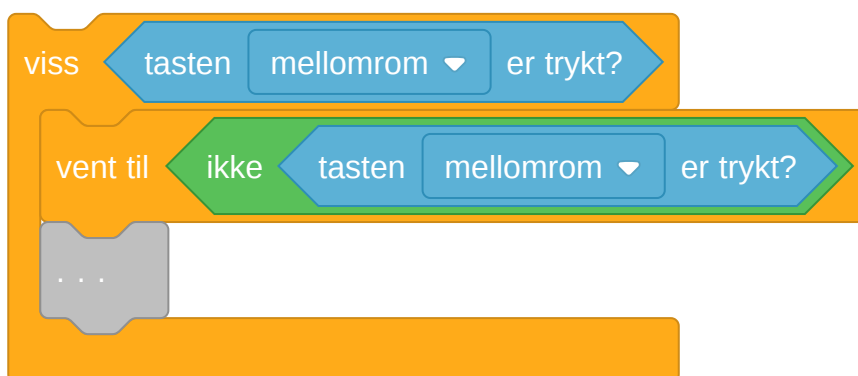 viss tasten mellomrom er trykt?
vent til ikke tasten mellomrom er trykt?
. . .